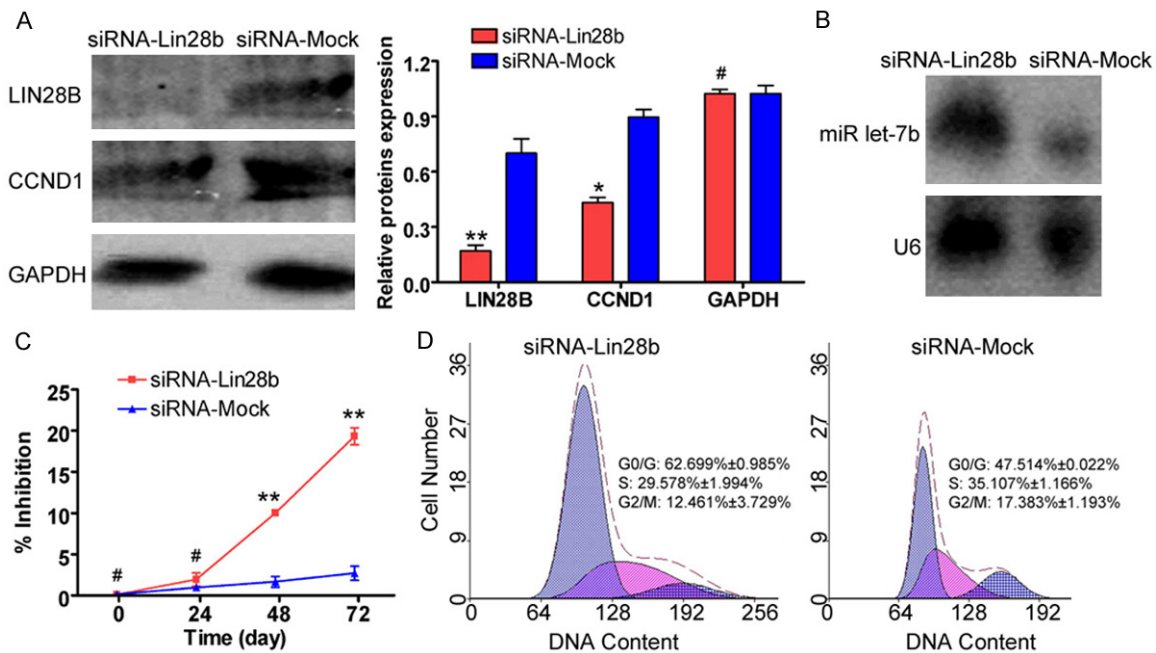 A
siRNA-Lin28b siRNA-Mock
LIN28B
CCND1
GAPDH
siRNA-Lin28b
siRNA-Mock
Relative proteins expression
1.2
0.9
0.6
0.3
0.0
**
*
#
LIN28B CCND1 GAPDH
B
siRNA-Lin28b siRNA-Mock
miR let-7b
U6
C
siRNA-Lin28b
siRNA-Mock
% Inhibition
25
20
15
10
5
0
#
#
**
**
0 24 48 72
Time (day)
D
siRNA-Lin28b
Cell Number
36
27
18
9
0
G0/G: 62.699%±0.985%
S: 29.578%±1.994%
G2/M: 12.461%±3.729%
0 64 128 192 256
DNA Content
siRNA-Mock
36
27
18
9
0
G0/G: 47.514%±0.022%
S: 35.107%±1.166%
G2/M: 17.383%±1.193%
0 64 128 192
DNA Content